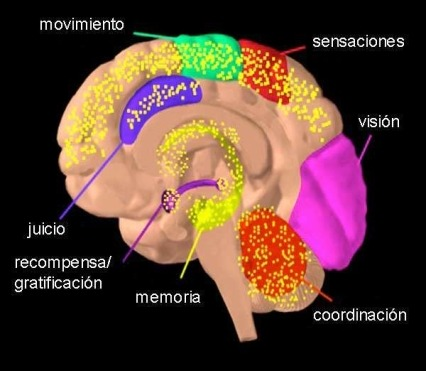 movimiento
sensaciones
visión
juicio
recompensa/
gratificación
memoria
coordinación